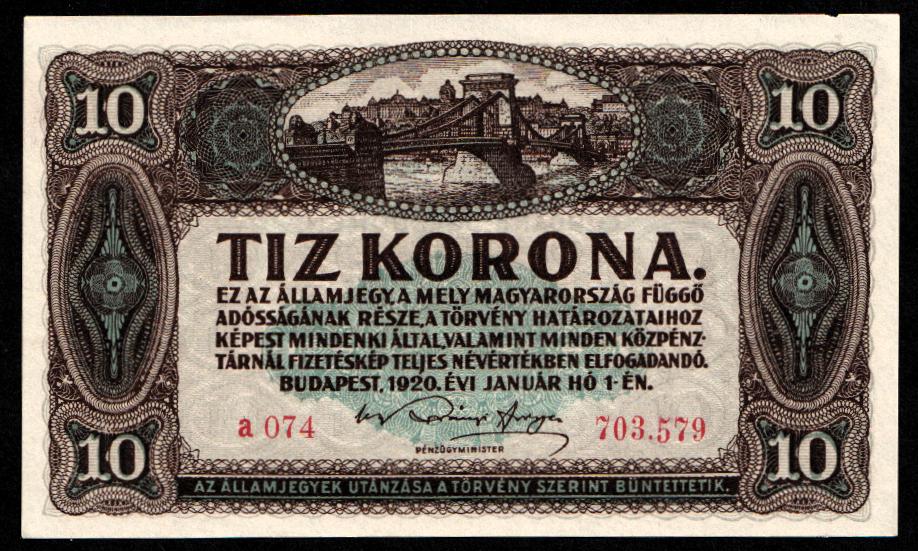 10 10
TIZ KORONA.
EZ AZ ÁLLAMJEGY, A MELY MAGYARORSZÁG FÜGGŐ
ADÓSSÁGÁNAK RÉSZE, A TÖRVÉNY HATÁROZATAIHOZ
KÉPEST MINDENKI ÁLTAL, VALAMINT MINDEN KÖZPÉNZ-
TÁRNÁL FIZETÉSKÉP TELJES NÉVÉRTÉKBEN ELFOGADANDÓ.
BUDAPEST, 1920. ÉVI JANUÁR HÓ 1-ÉN.
a 074 703.579
PÉNZÜGYMINISTER
10 10
AZ ÁLLAMJEGYEK UTÁNZÁSA A TÖRVÉNY SZERINT BÜNTETTETIK.